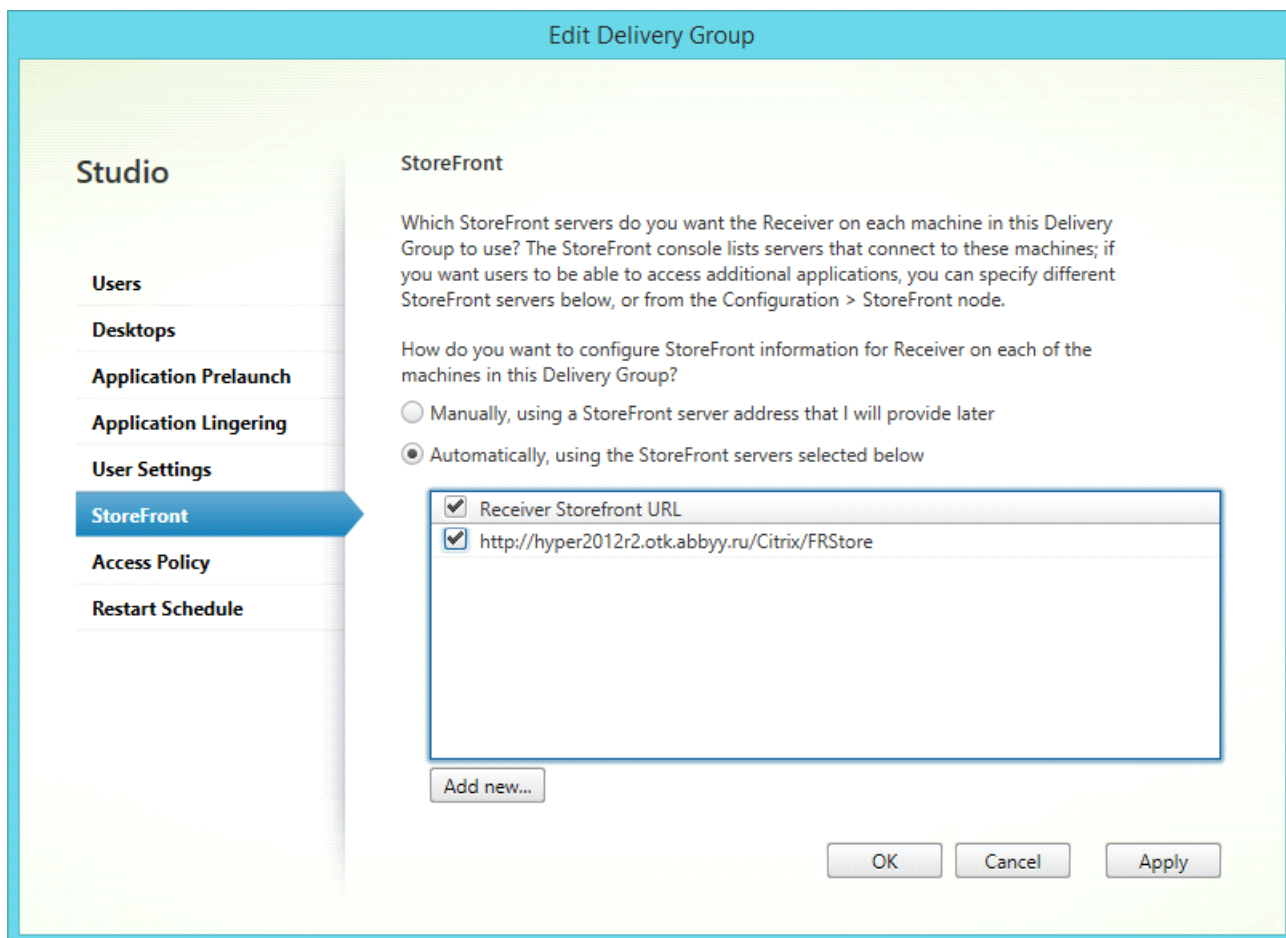 Edit Delivery Group
Studio
Users
Desktops
Application Prelaunch
Application Lingering
User Settings
StoreFront
Access Policy
Restart Schedule
StoreFront
Which StoreFront servers do you want the Receiver on each machine in this Delivery
Group to use? The StoreFront console lists servers that connect to these machines; if
you want users to be able to access additional applications, you can specify different
StoreFront servers below, or from the Configuration > StoreFront node.
How do you want to configure StoreFront information for Receiver on each of the
machines in this Delivery Group?
Manually, using a StoreFront server address that I will provide later
Automatically, using the StoreFront servers selected below
Receiver Storefront URL
http://hyper2012r2.otk.abbyy.ru/Citrix/FRStore
Add new...
OK
Cancel
Apply